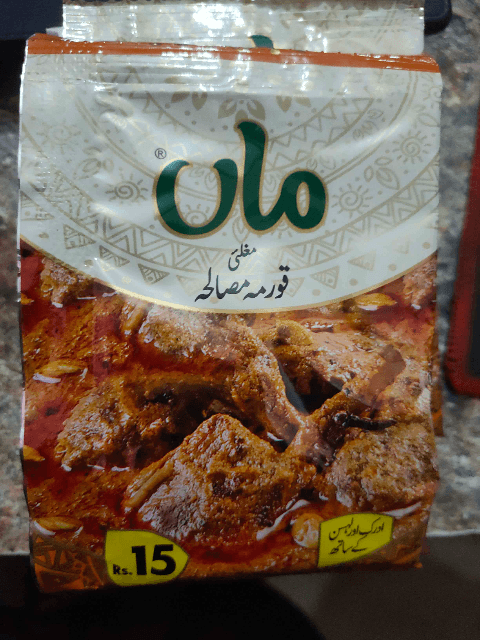 ماں
®
مغلئی
قورمہ مصالحہ
Rs. 15
ادرک اور لہسن
کے ساتھ